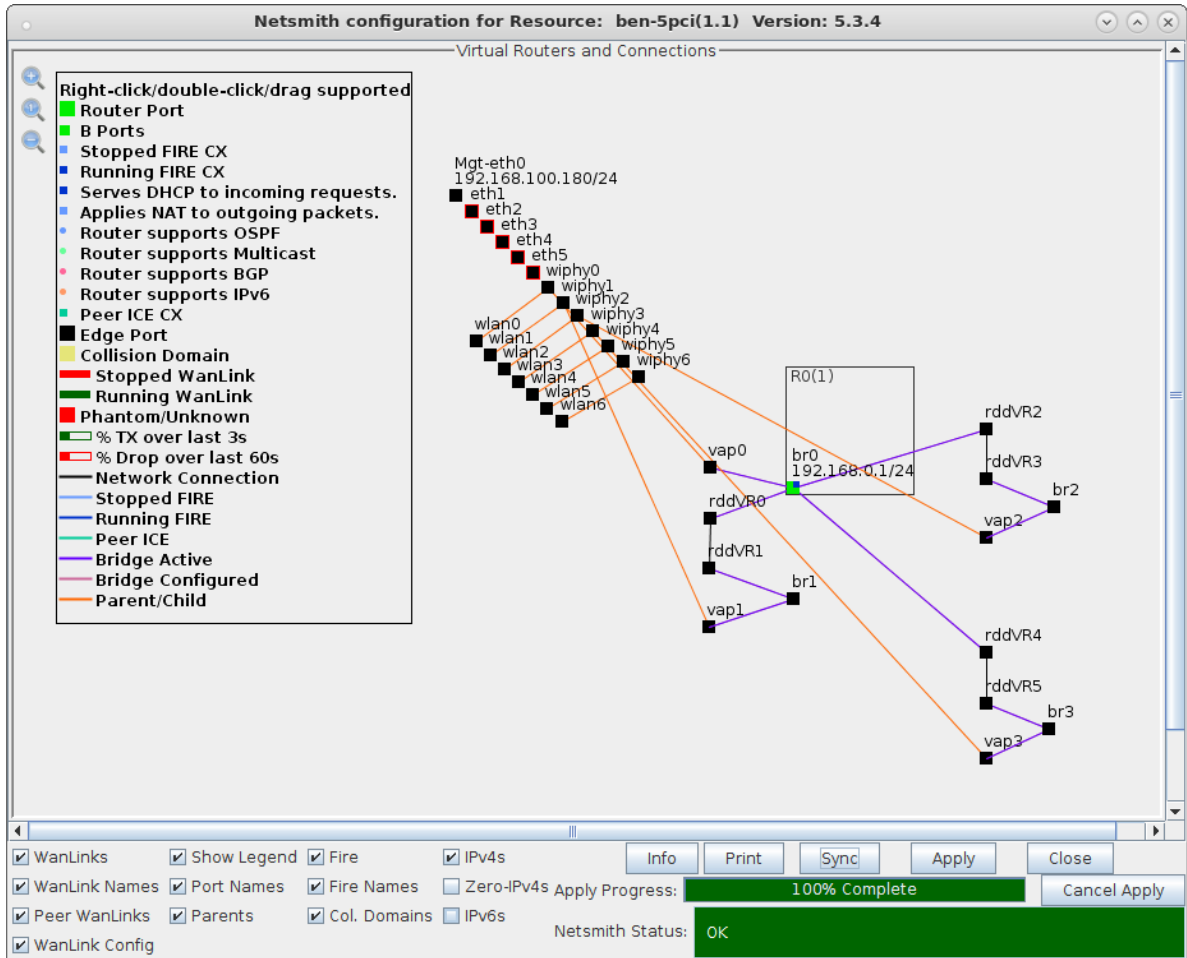 Netsmith configuration for Resource:  ben-5pci(1.1)  Version: 5.3.4
Virtual Routers and Connections
Right-click/double-click/drag supported
Router Port
B Ports
Stopped FIRE CX
Running FIRE CX
Serves DHCP to incoming requests.
Applies NAT to outgoing packets.
Router supports OSPF
Router supports Multicast
Router supports BGP
Router supports IPv6
Peer ICE CX
Edge Port
Collision Domain
Stopped WanLink
Running WanLink
Phantom/Unknown
% TX over last 3s
% Drop over last 60s
Network Connection
Stopped FIRE
Running FIRE
Peer ICE
Bridge Active
Bridge Configured
Parent/Child
Mgt-eth0
192.168.100.180/24
eth1
eth2
eth3
eth4
eth5
wiphy0
wiphy1
wiphy2
wiphy3
wiphy4
wiphy5
wiphy6
wlan0
wlan1
wlan2
wlan3
wlan4
wlan5
wlan6
R0(1)
vap0
br0
192.168.0.1/24
rddVR0
rddVR1
br1
vap1
rddVR2
rddVR3
br2
vap2
rddVR4
rddVR5
br3
vap3
WanLinks Show Legend Fire IPv4s Info Print Sync Apply Close
WanLink Names Port Names Fire Names Zero-IPv4s Apply Progress: 100% Complete Cancel Apply
Peer WanLinks Parents Col. Domains IPv6s
Netsmith Status: OK
WanLink Config